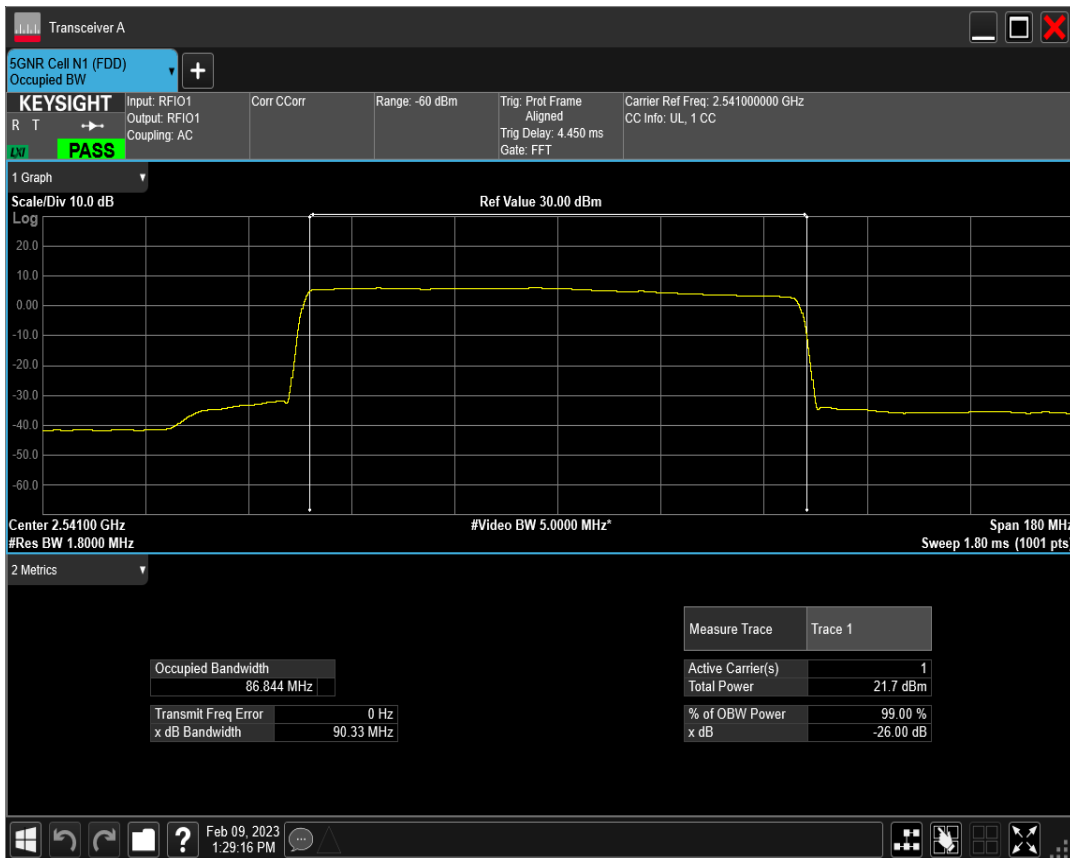 Transceiver A
5GNR Cell N1 (FDD)
Occupied BW
+
KEYSIGHT
R T
LXI
PASS
Input: RFIO1
Output: RFIO1
Coupling: AC
Corr CCorr
Range: -60 dBm
Trig: Prot Frame
Aligned
Trig Delay: 4.450 ms
Gate: FFT
Carrier Ref Freq: 2.541000000 GHz
CC Info: UL, 1 CC
1 Graph
Scale/Div 10.0 dB
Ref Value 30.00 dBm
Log
20.0
10.0
0.00
-10.0
-20.0
-30.0
-40.0
-50.0
-60.0
Center 2.54100 GHz
#Video BW 5.0000 MHz*
Span 180 MHz
#Res BW 1.8000 MHz
Sweep 1.80 ms (1001 pts)
2 Metrics
Measure Trace Trace 1
Occupied Bandwidth
86.844 MHz
Active Carrier(s) 1
Total Power 21.7 dBm
Transmit Freq Error 0 Hz
x dB Bandwidth 90.33 MHz
% of OBW Power 99.00 %
x dB -26.00 dB
?
Feb 09, 2023
1:29:16 PM